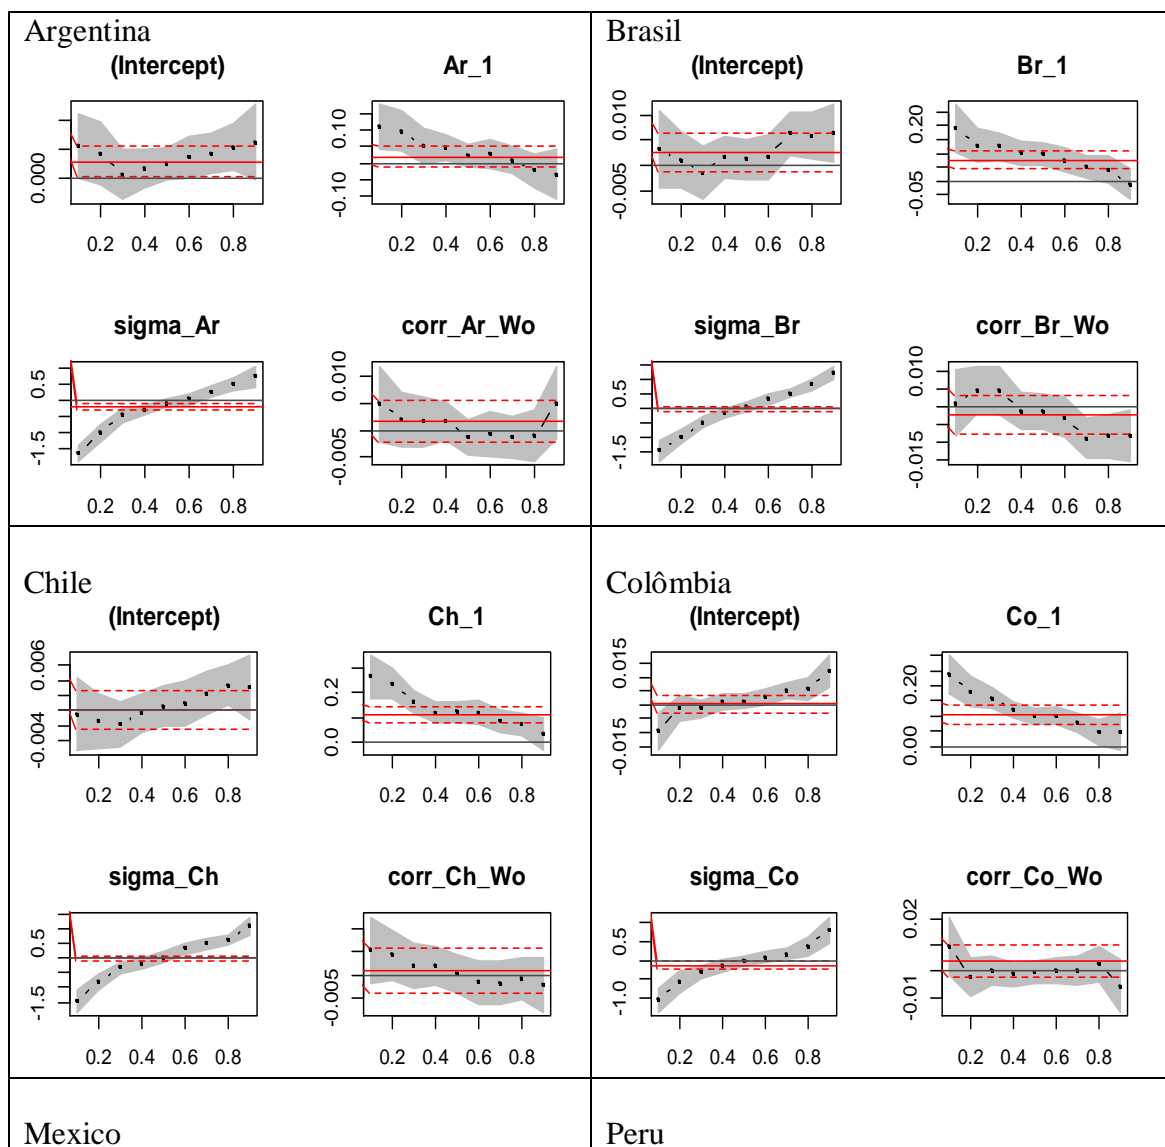 Argentina
(Intercept)
Ar_1
0.000
0.2 0.4 0.6 0.8
-0.10 0.10
0.2 0.4 0.6 0.8
sigma_Ar
corr_Ar_Wo
-1.5 0.5
0.2 0.4 0.6 0.8
-0.005 0.010
0.2 0.4 0.6 0.8
Brasil
(Intercept)
Br_1
-0.005 0.010
0.2 0.4 0.6 0.8
-0.05 0.20
0.2 0.4 0.6 0.8
sigma_Br
corr_Br_Wo
-1.5 0.5
0.2 0.4 0.6 0.8
-0.015 0.010
0.2 0.4 0.6 0.8
Chile
(Intercept)
Ch_1
-0.004 0.006
0.2 0.4 0.6 0.8
0.0 0.2
0.2 0.4 0.6 0.8
sigma_Ch
corr_Ch_Wo
-1.5 0.5
0.2 0.4 0.6 0.8
-0.005
0.2 0.4 0.6 0.8
Colômbia
(Intercept)
Co_1
-0.015 0.015
0.2 0.4 0.6 0.8
0.00 0.20
0.2 0.4 0.6 0.8
sigma_Co
corr_Co_Wo
-1.0 0.5
0.2 0.4 0.6 0.8
-0.01 0.02
0.2 0.4 0.6 0.8
Mexico
Peru